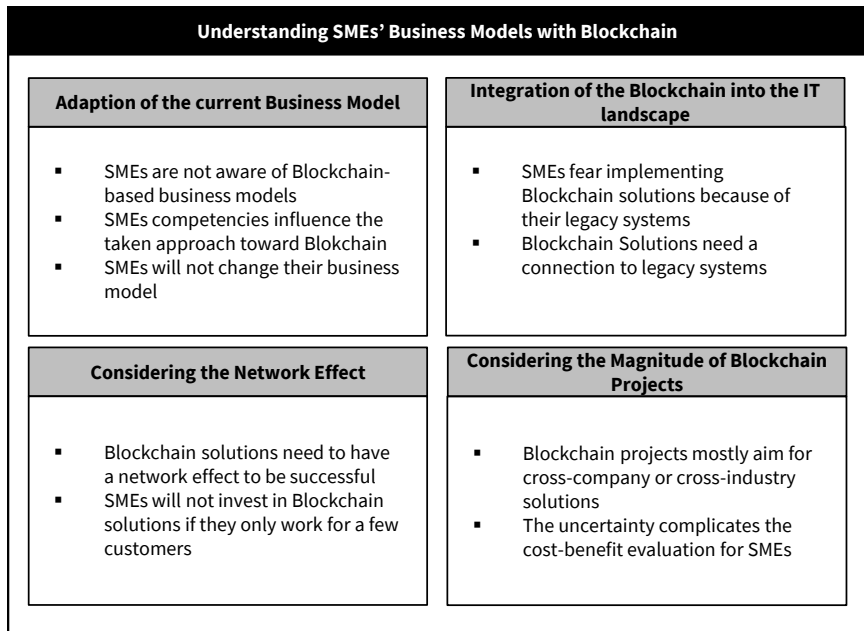 Understanding SMEs' Business Models with Blockchain
Adaption of the current Business Model
▪ SMEs are not aware of Blockchain-
based business models
▪ SMEs competencies influence the
taken approach toward Blokchain
▪ SMEs will not change their business
model
Integration of the Blockchain into the IT
landscape
▪ SMEs fear implementing
Blockchain solutions because of
their legacy systems
▪ Blockchain Solutions need a
connection to legacy systems
Considering the Network Effect
▪ Blockchain solutions need to have
a network effect to be successful
▪ SMEs will not invest in Blockchain
solutions if they only work for a few
customers
Considering the Magnitude of Blockchain
Projects
▪ Blockchain projects mostly aim for
cross-company or cross-industry
solutions
▪ The uncertainty complicates the
cost-benefit evaluation for SMEs